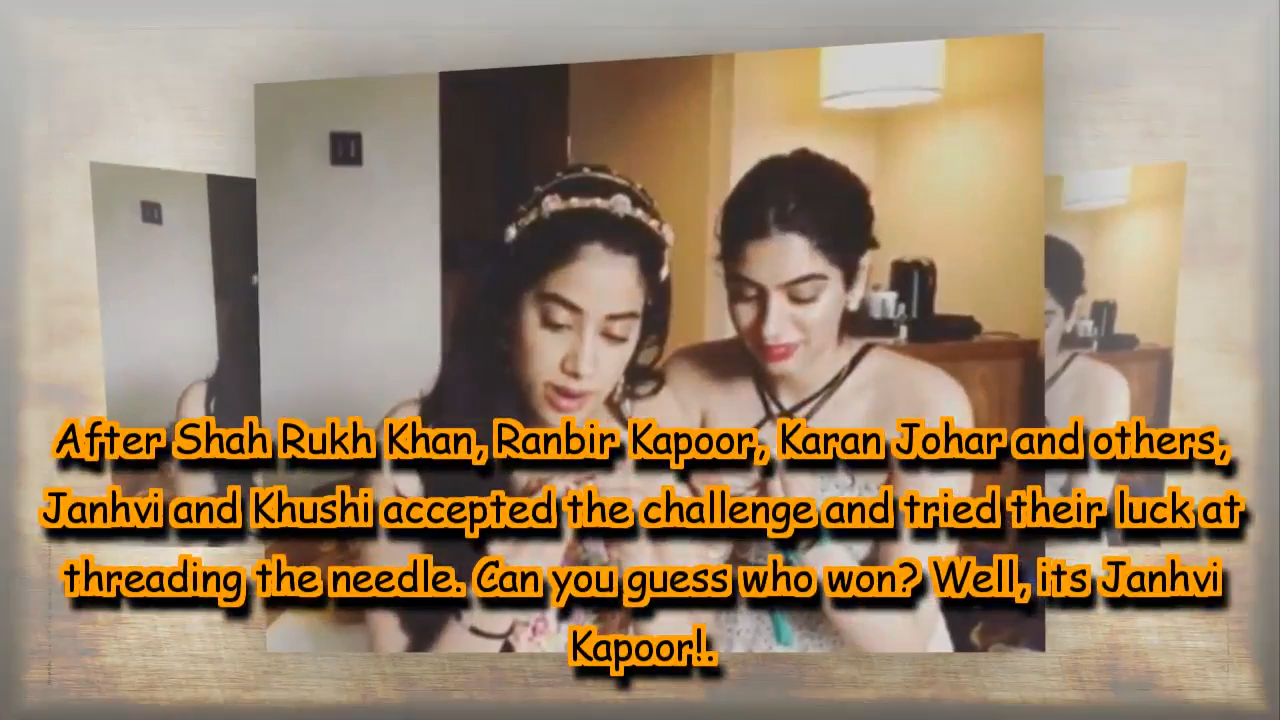 After Shah Rukh Khan, Ranbir Kapoor, Karan Johar and others,
Janhvi and Khushi accepted the challenge and tried their luck at
threading the needle. Can you guess who won? Well, its Janhvi
Kapoor!.